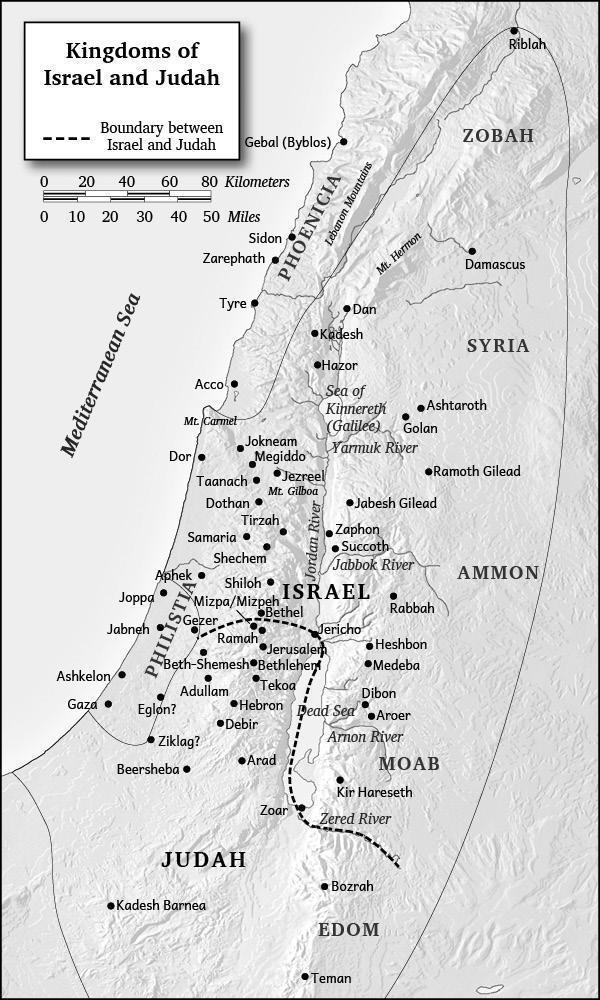 Kingdoms of
Israel and Judah
Boundary between
Israel and Judah
0 20 40 60 80 Kilometers
0 10 20 30 40 50 Miles
Riblah
ZOBAH
Gebal (Byblos)
PHOENICIA
Lebanon Mountains
Sidon
Zarephath
Mt. Hermon
Damascus
Tyre
Dan
Kadesh
SYRIA
Hazor
Mediterranean Sea
Acco
Sea of
Kinnereth
(Galilee)
Ashtaroth
Golan
Mt. Carmel
Jokneam
Yarmuk River
Dor
Megiddo
Ramoth Gilead
Taanach
Jezreel
Mt. Gilboa
Dothan
Jabesh Gilead
Tirzah
Jordan River
Zaphon
Samaria
Succoth
Shechem
Jabbok River
Aphek
AMMON
Shiloh
ISRAEL
Joppa
PHILISTIA
Mizpa/Mizpeh
Rabbah
Bethel
Gezer
Jabneh
Ramah
Jericho
Jerusalem
Heshbon
Beth-Shemesh
Bethlehem
Medeba
Ashkelon
Tekoa
Adullam
Dibon
Gaza
Eglon?
Hebron
Dead Sea
Aroer
Debir
Ziklag?
Arnon River
Arad
Beersheba
MOAB
Kir Hareseth
Zoar
Zered River
JUDAH
Bozrah
Kadesh Barnea
EDOM
Teman